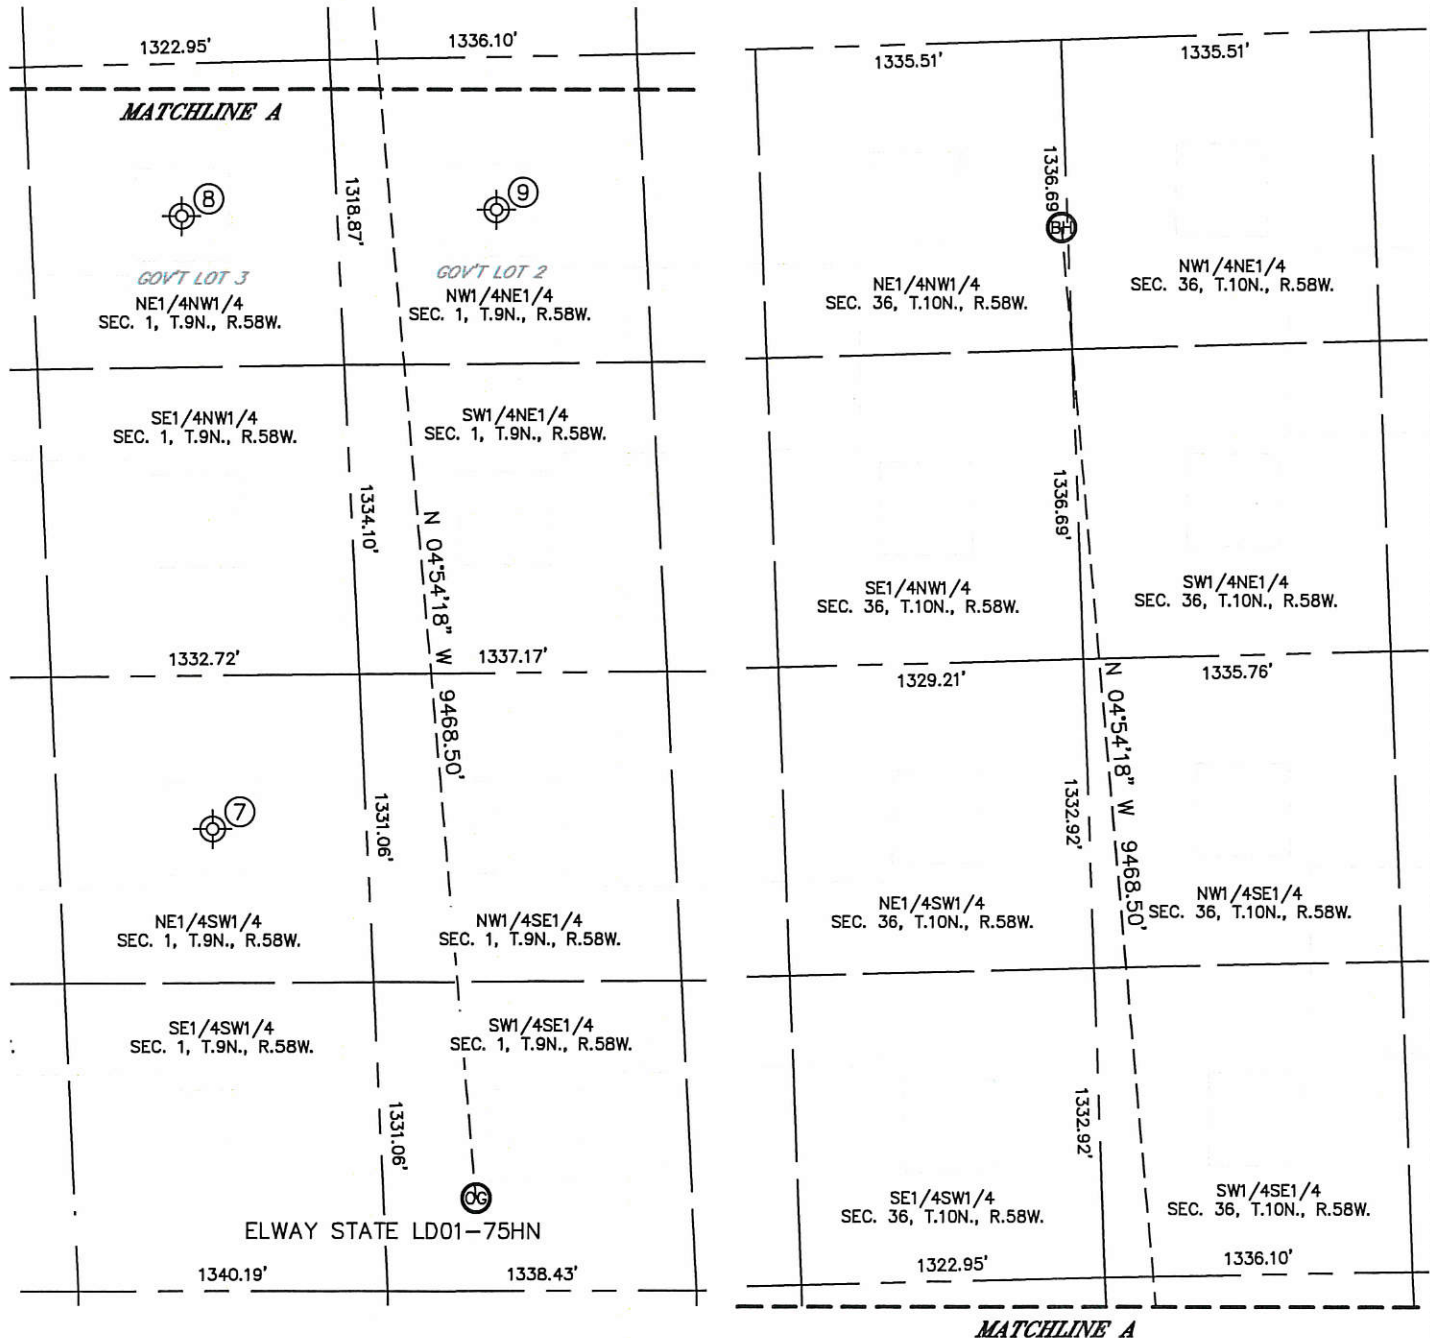 1322.95'
1336.10'
MATCHLINE A
8
9
1318.87'
GOV'T LOT 3
NE1/4NW1/4
SEC. 1, T.9N., R.58W.
GOV'T LOT 2
NW1/4NE1/4
SEC. 1, T.9N., R.58W.
SE1/4NW1/4
SEC. 1, T.9N., R.58W.
SW1/4NE1/4
SEC. 1, T.9N., R.58W.
1334.10'
N 04°54'18" W 9468.50'
1332.72'
1337.17'
7
1331.06'
NE1/4SW1/4
SEC. 1, T.9N., R.58W.
NW1/4SE1/4
SEC. 1, T.9N., R.58W.
SE1/4SW1/4
SEC. 1, T.9N., R.58W.
SW1/4SE1/4
SEC. 1, T.9N., R.58W.
1331.06'
OG
ELWAY STATE LD01-75HN
1340.19'
1338.43'
1335.51'
1335.51'
1336.69'
BH
NE1/4NW1/4
SEC. 36, T.10N., R.58W.
NW1/4NE1/4
SEC. 36, T.10N., R.58W.
1336.69'
SE1/4NW1/4
SEC. 36, T.10N., R.58W.
SW1/4NE1/4
SEC. 36, T.10N., R.58W.
1329.21'
1335.76'
N 04°54'18" W 9468.50'
1332.92'
NE1/4SW1/4
SEC. 36, T.10N., R.58W.
NW1/4SE1/4
SEC. 36, T.10N., R.58W.
1332.92'
SE1/4SW1/4
SEC. 36, T.10N., R.58W.
SW1/4SE1/4
SEC. 36, T.10N., R.58W.
1322.95'
1336.10'
MATCHLINE A